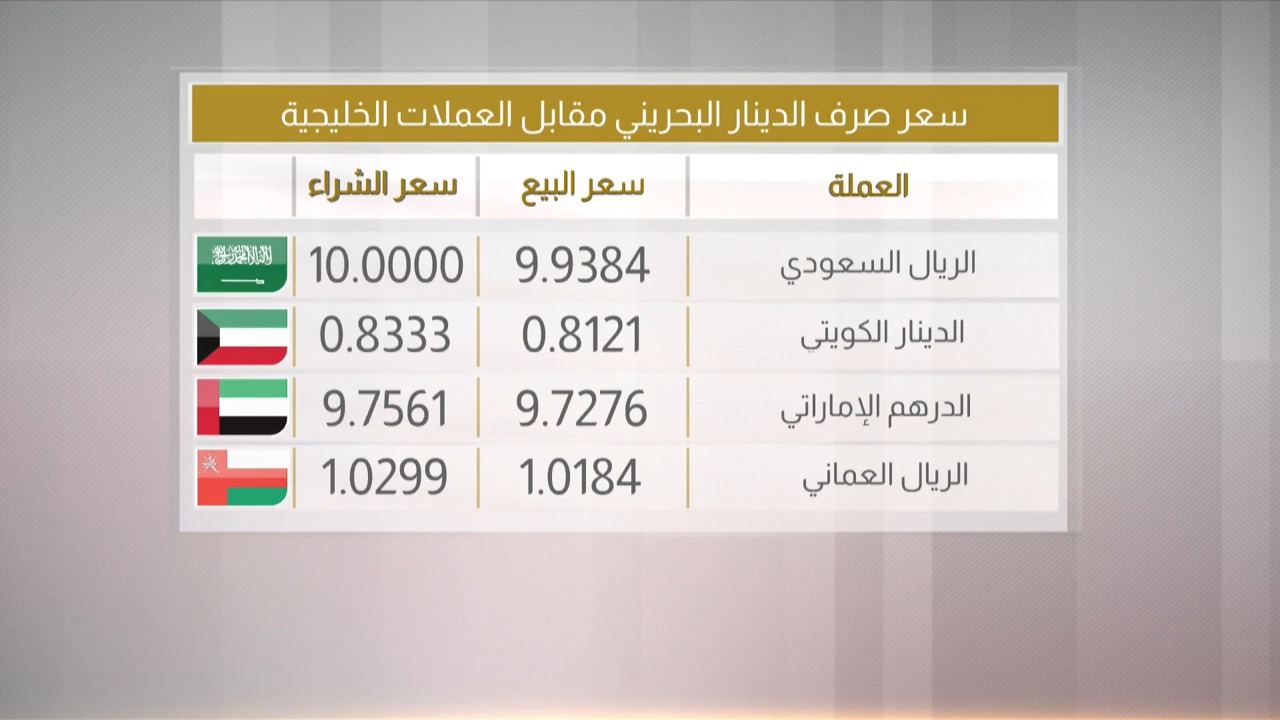 سعر صرف الدينار البحريني مقابل العملات الخليجية
العملة سعر البيع سعر الشراء
الريال السعودي 9.9384 10.0000
الدينار الكويتي 0.8121 0.8333
الدرهم الإماراتي 9.7276 9.7561
الريال العماني 1.0184 1.0299